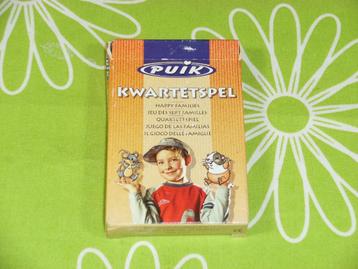 PUIK
KWARTETSPEL
HAPPY FAMILIES
JEU DES SEPT FAMILLES
QUARTETTSPIEL
JUEGO DE LAS FAMILIAS
IL GIOCO DELLE FAMIGLIE